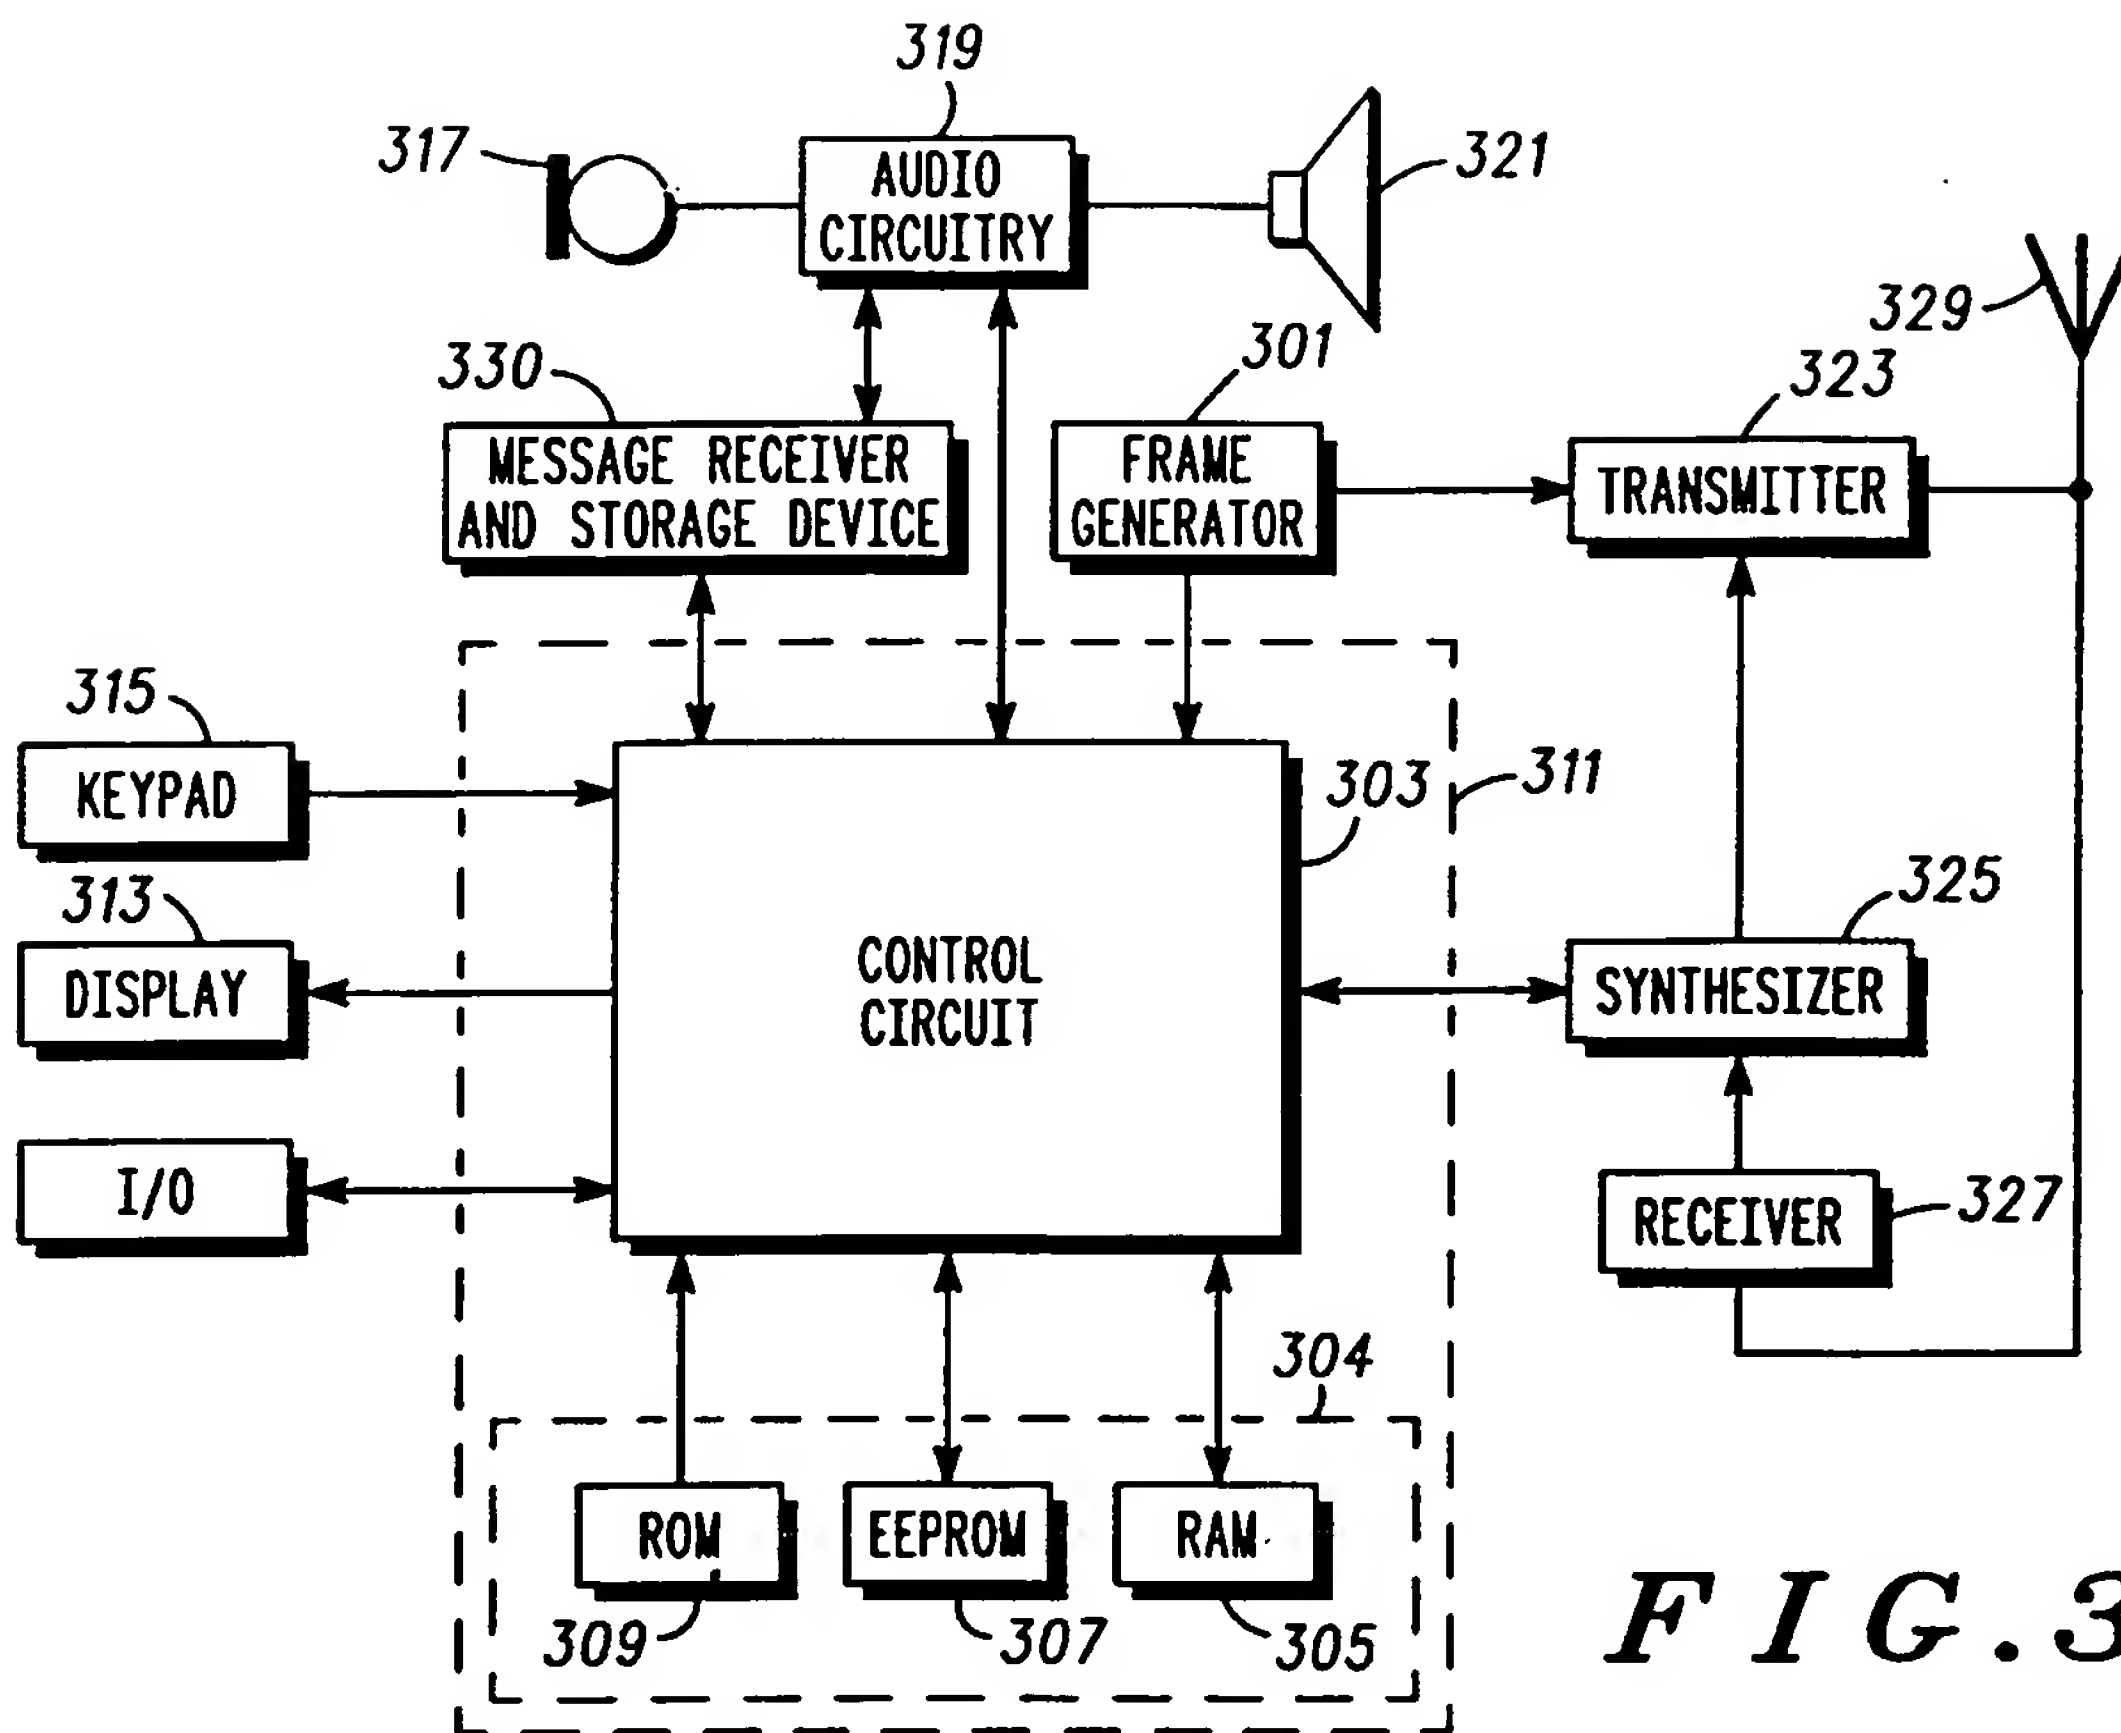 319
317
AUDIO
CIRCUITRY
321
329
330
301
323
MESSAGE RECEIVER
AND STORAGE DEVICE
FRAME
GENERATOR
TRANSMITTER
315
KEYPAD
303
311
313
DISPLAY
CONTROL
CIRCUIT
325
SYNTHESIZER
I/O
RECEIVER
327
304
ROM
EEPROM
RAM
309
307
305
FIG.3